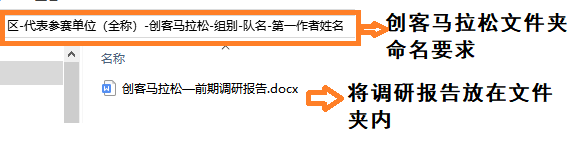 区-代表参赛单位（全称）-创客马拉松-组别-队名-第一作者姓名
创客马拉松文件夹
命名要求
名称
创客马拉松—前期调研报告.docx
将调研报告放在文件
夹内